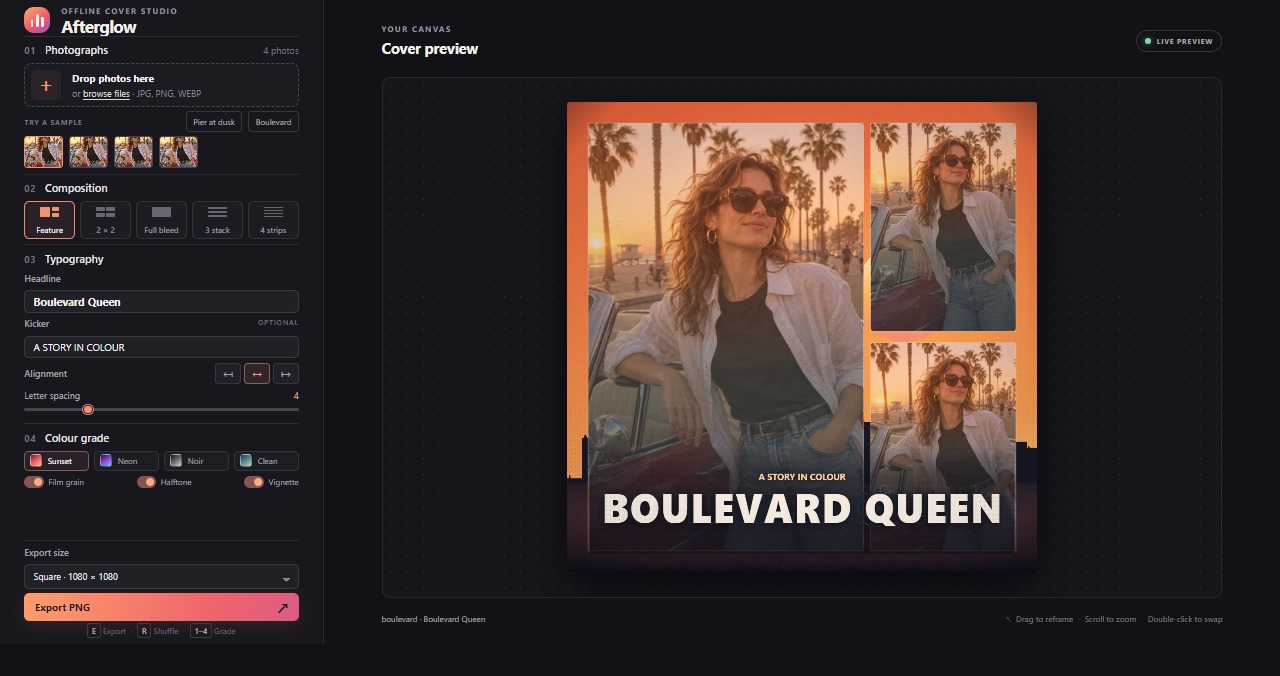 OFFLINE COVER STUDIO
Afterglow
01 Photographs 4 photos
Drop photos here
or browse files · JPG, PNG, WEBP
TRY A SAMPLE Pier at dusk Boulevard
02 Composition
Feature 2 × 2 Full bleed 3 stack 4 strips
03 Typography
Headline
Boulevard Queen
Kicker OPTIONAL
A STORY IN COLOUR
Alignment
Letter spacing 4
04 Colour grade
Sunset Neon Noir Clean
Film grain Halftone Vignette
Export size
Square · 1080 × 1080
Export PNG
E Export · R Shuffle · 1–4 Grade
YOUR CANVAS
Cover preview
LIVE PREVIEW
A STORY IN COLOUR
BOULEVARD QUEEN
boulevard · Boulevard Queen
Drag to reframe · Scroll to zoom · Double-click to swap